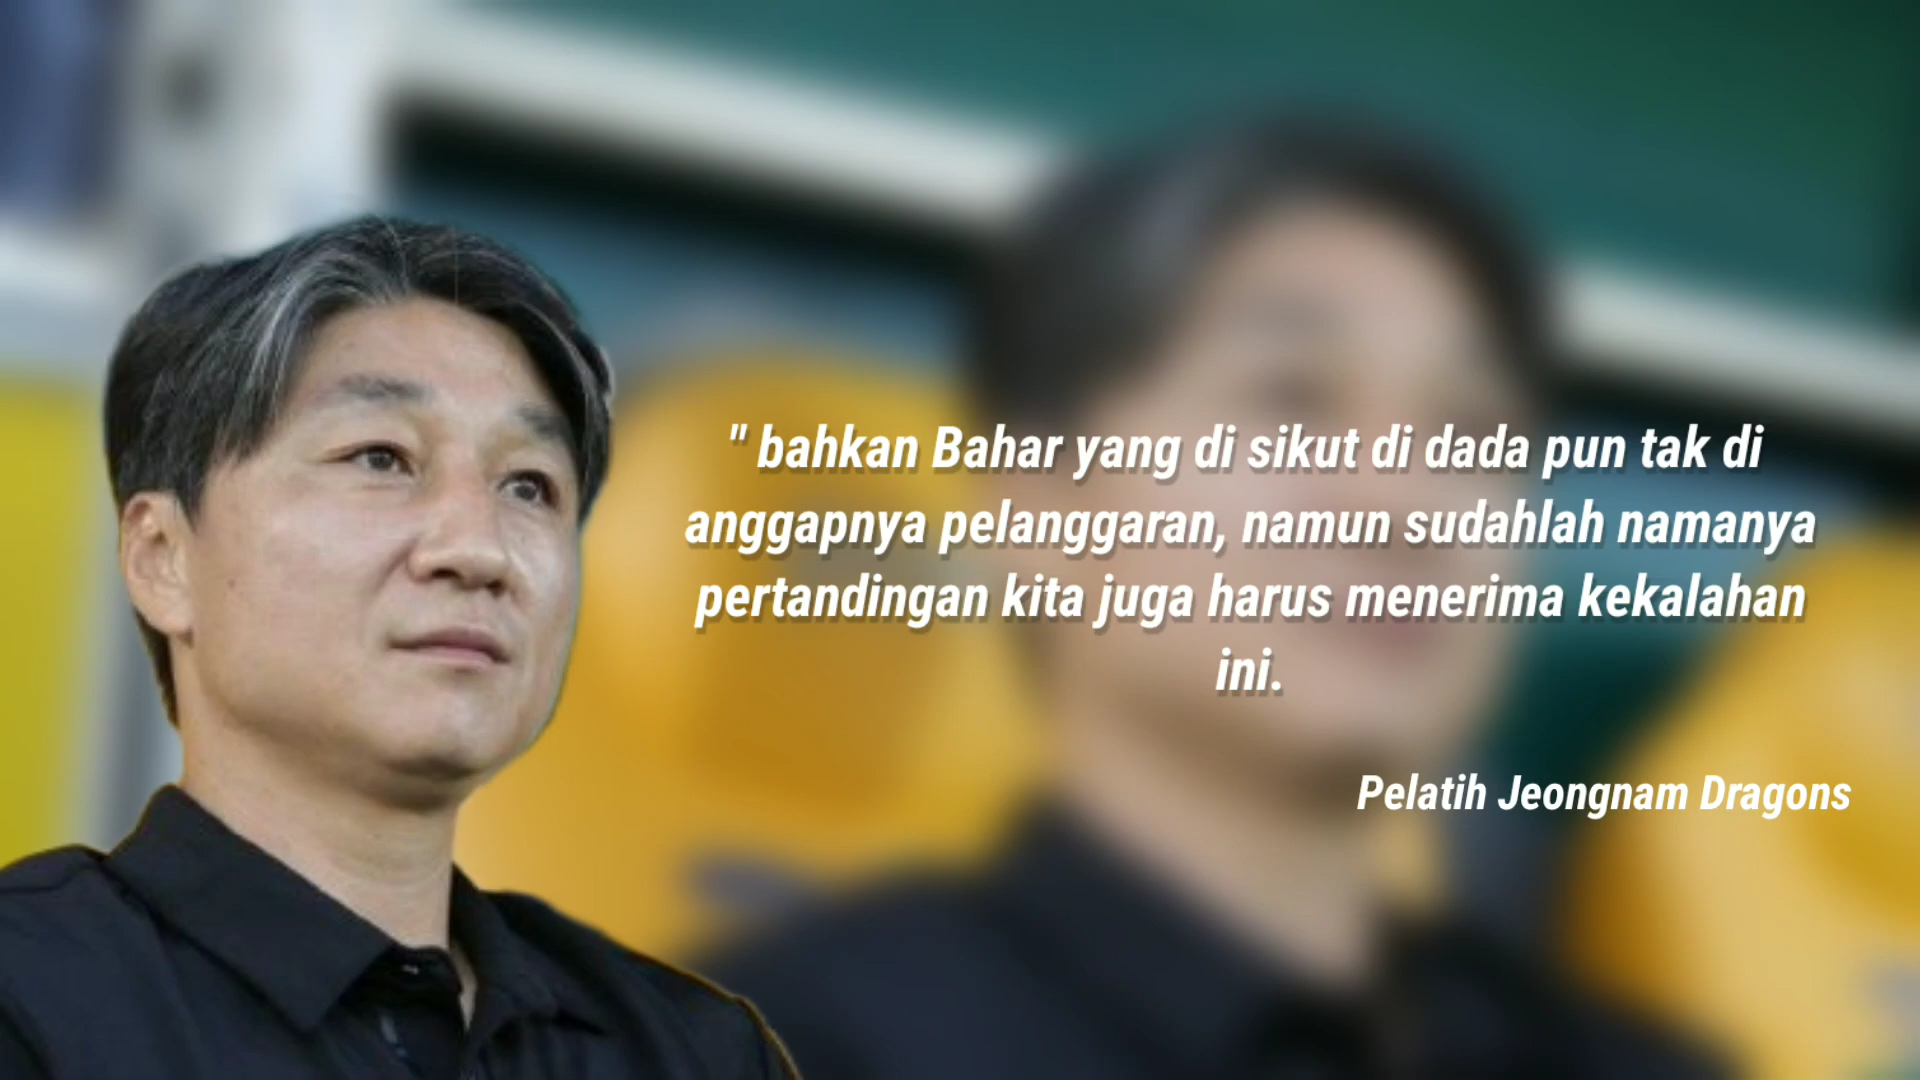 " bahkan Bahar yang di sikut di dada pun tak di
anggapnya pelanggaran, namun sudahlah namanya
pertandingan kita juga harus menerima kekalahan
ini.
Pelatih Jeongnam Dragons